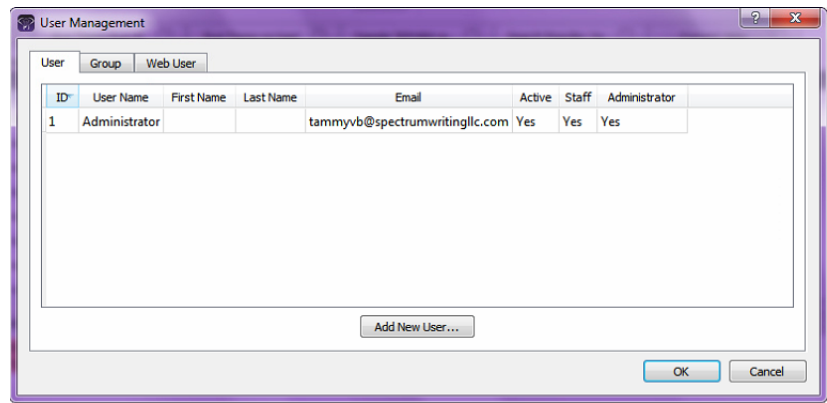 User Management
User Group Web User
ID User Name First Name Last Name Email Active Staff Administrator
1 Administrator tammyvb@spectrumwritingllc.com Yes Yes Yes
Add New User...
OK Cancel